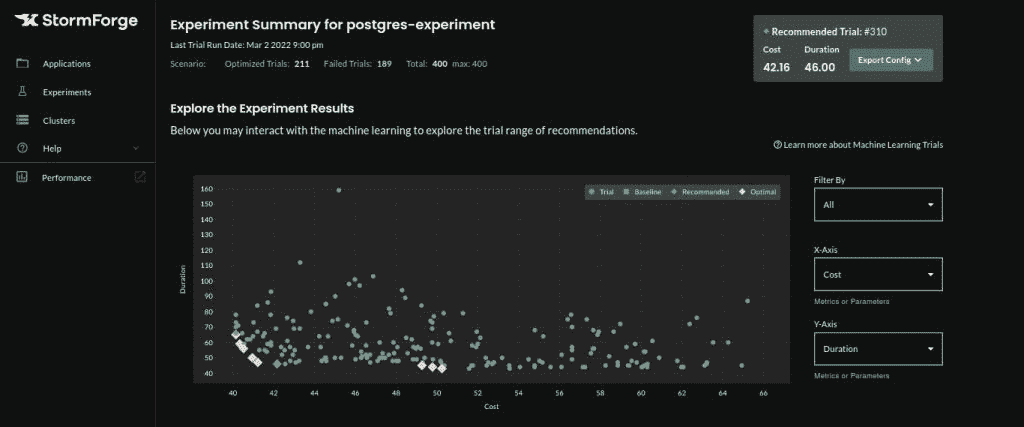 StormForge
Applications
Experiments
Clusters
Help
Performance
Experiment Summary for postgres-experiment
Last Trial Run Date: Mar 2 2022 9:00 pm
Scenario: Optimized Trials: 211 Failed Trials: 189 Total: 400 max: 400
Recommended Trial: #310
Cost Duration
42.16 46.00
Export Config
Explore the Experiment Results
Below you may interact with the machine learning to explore the trial range of recommendations.
Learn more about Machine Learning Trials
Trial Baseline Recommended Optimal
160
150
140
130
120
110
100
90
80
70
60
50
40
Duration
40 42 44 46 48 50 52 54 56 58 60 62 64 66
Cost
Filter By
All
X-Axis
Cost
Metrics or Parameters
Y-Axis
Duration
Metrics or Parameters